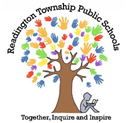 Readington Township Public Schools
Together, Inquire and Inspire